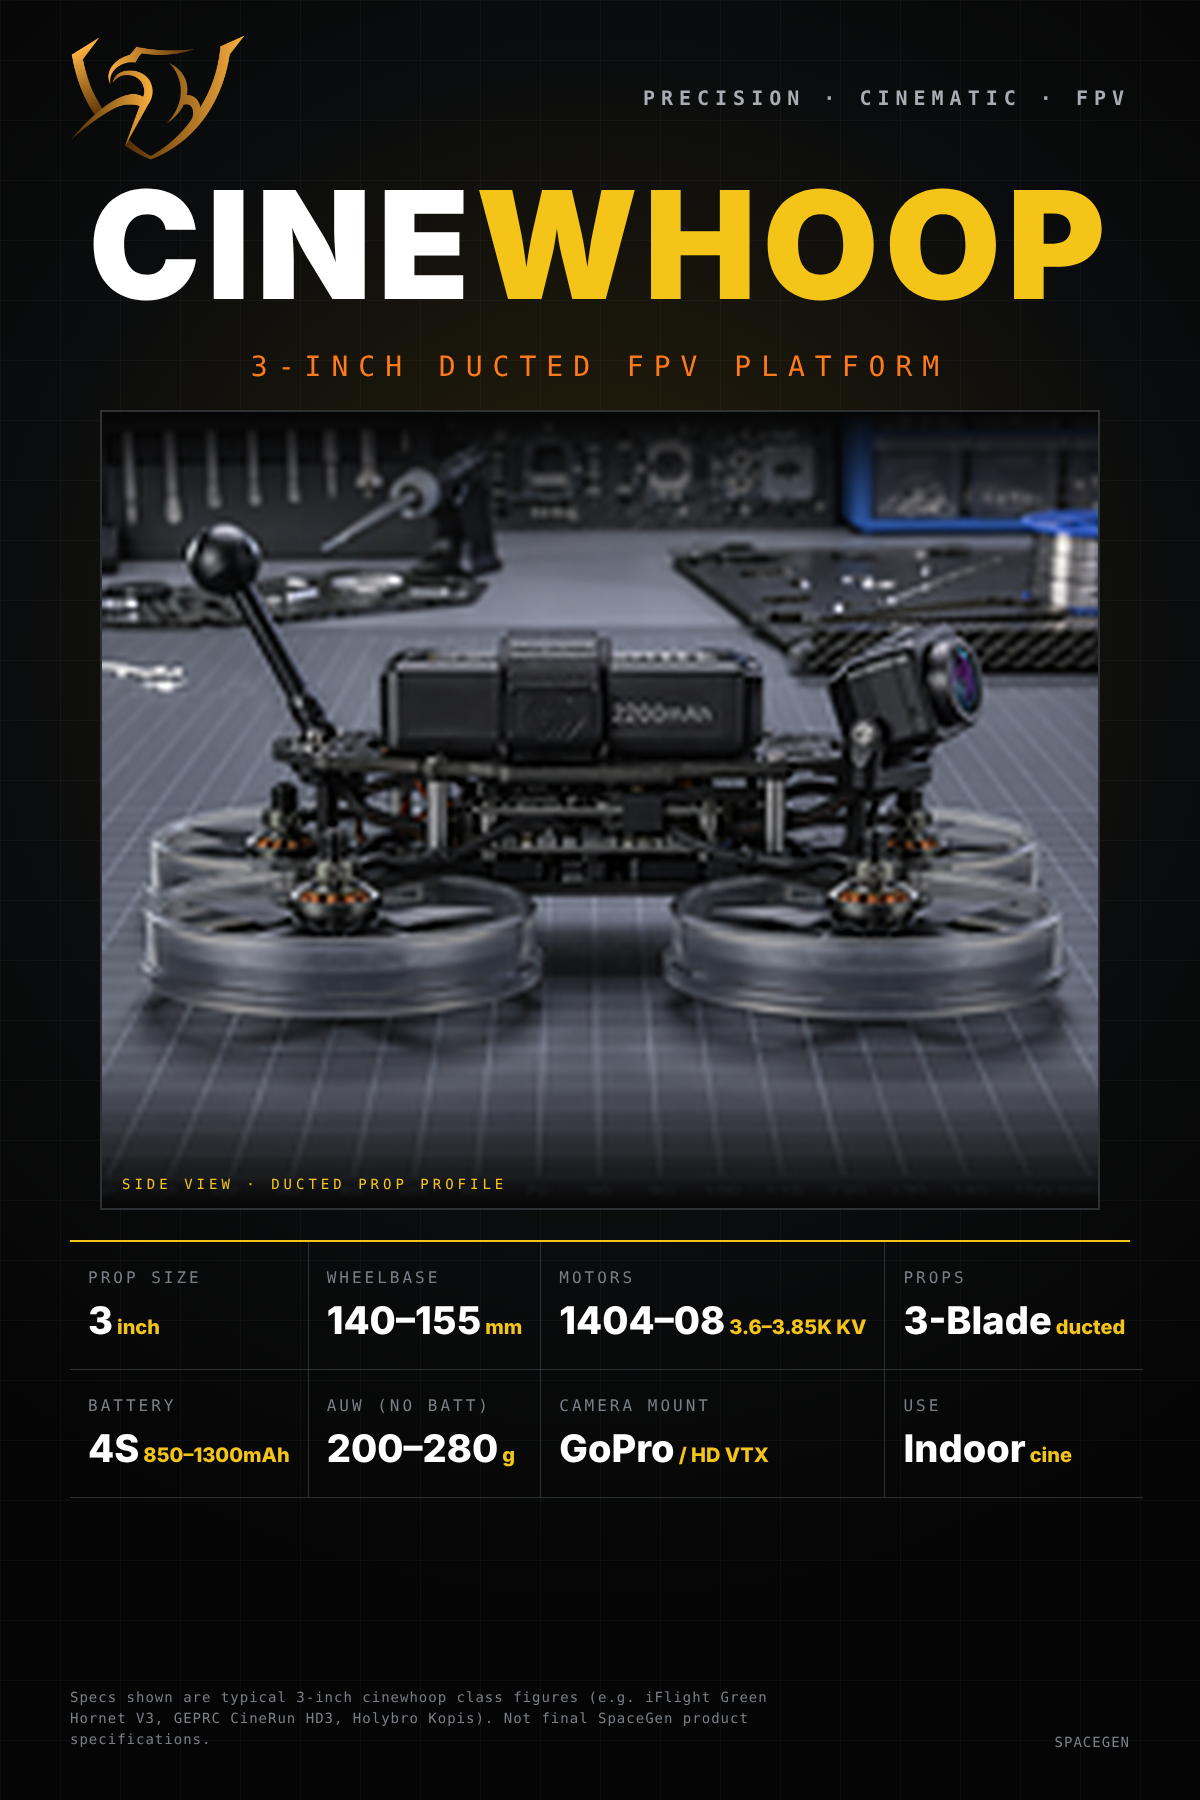 PRECISION · CINEMATIC · FPV
CINEWHOOP
3-INCH DUCTED FPV PLATFORM
2200mAh
SIDE VIEW · DUCTED PROP PROFILE
PROP SIZE
3 inch
WHEELBASE
140–155 mm
MOTORS
1404–08 3.6–3.85K KV
PROPS
3-Blade ducted
BATTERY
4S 850–1300mAh
AUW (NO BATT)
200–280 g
CAMERA MOUNT
GoPro / HD VTX
USE
Indoor cine
Specs shown are typical 3-inch cinewhoop class figures (e.g. iFlight Green
Hornet V3, GEPRC CineRun HD3, Holybro Kopis). Not final SpaceGen product
specifications.
SPACEGEN